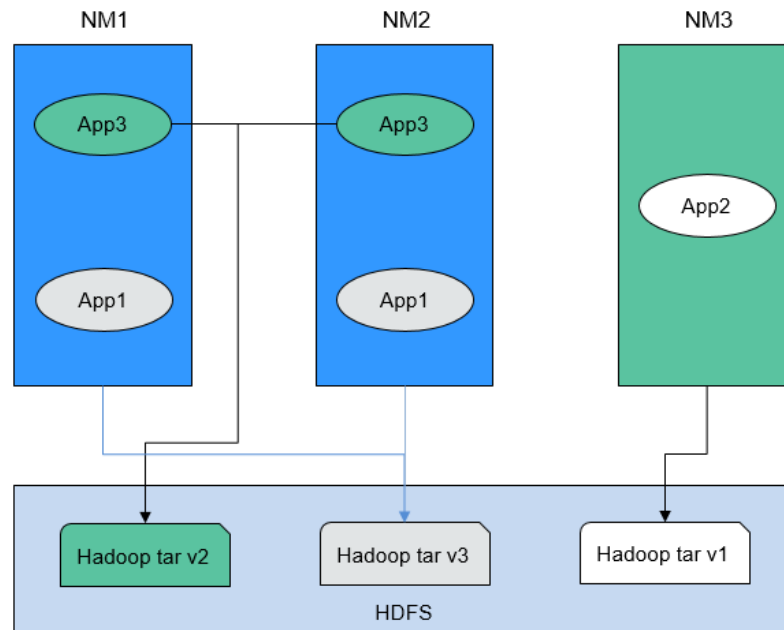 NM1
NM2
NM3
App3
App3
App2
App1
App1
Hadoop tar v2
Hadoop tar v3
Hadoop tar v1
HDFS